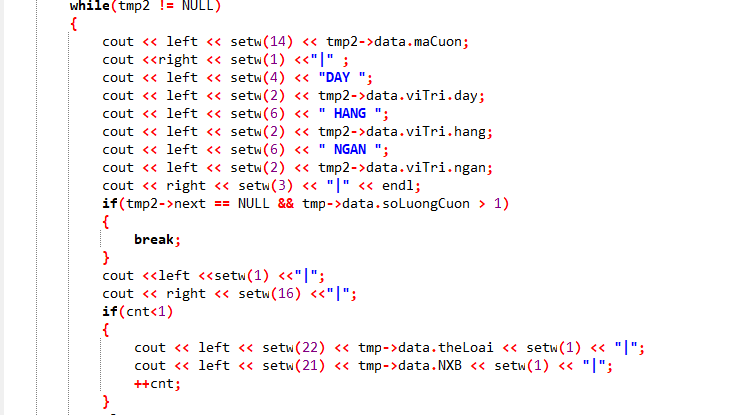 while(tmp2 != NULL)
{
cout << left << setw(14) << tmp2->data.maCuon;
cout <<right << setw(1) <<"|" ;
cout << left << setw(4) << "DAY ";
cout << left << setw(2) << tmp2->data.viTri.day;
cout << left << setw(6) << " HANG ";
cout << left << setw(2) << tmp2->data.viTri.hang;
cout << left << setw(6) << " NGAN ";
cout << left << setw(2) << tmp2->data.viTri.ngan;
cout << right << setw(3) << "|" << endl;
if(tmp2->next == NULL && tmp->data.soLuongCuon > 1)
{
break;
}
cout <<left <<setw(1) <<"|";
cout << right << setw(16) <<"|";
if(cnt<1)
{
cout << left << setw(22) << tmp->data.theLoai << setw(1) << "|";
cout << left << setw(21) << tmp->data.NXB << setw(1) << "|";
++cnt;
}